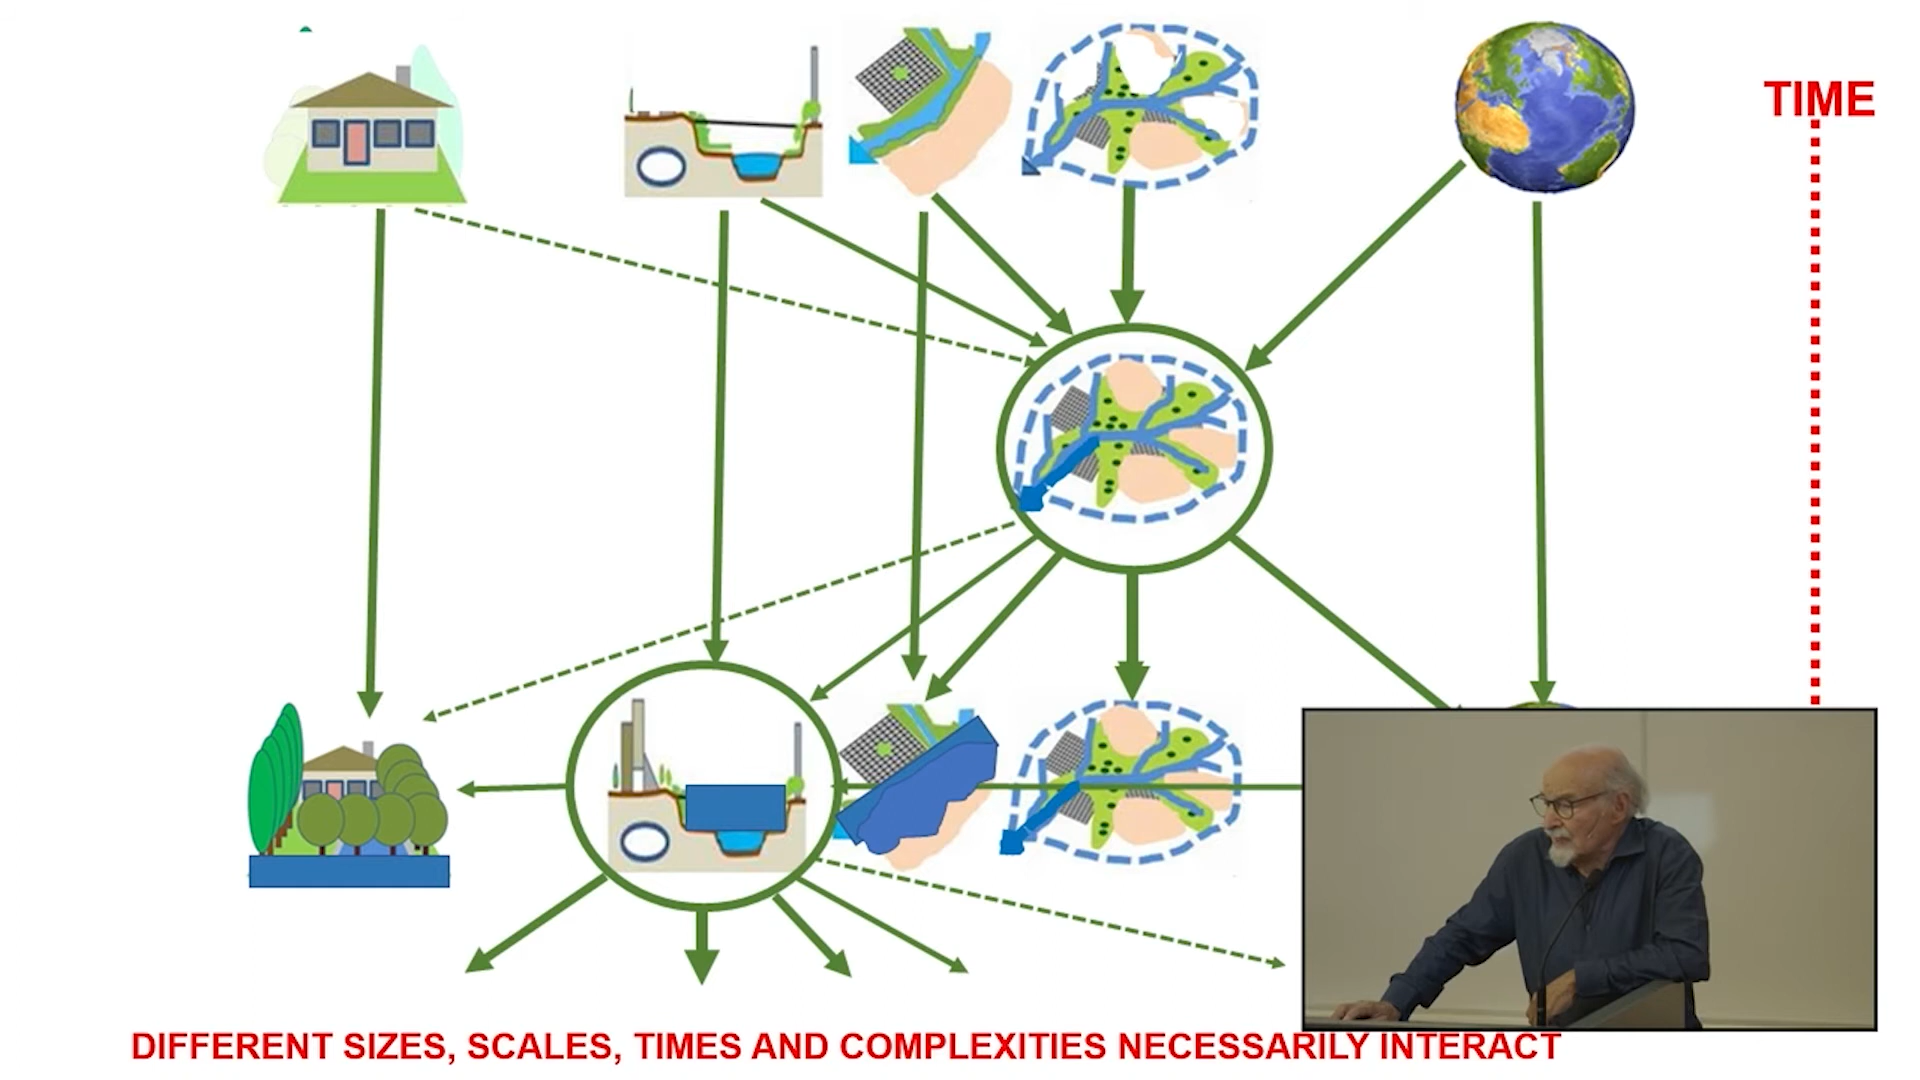 TIME
DIFFERENT SIZES, SCALES, TIMES AND COMPLEXITIES NECESSARILY INTERACT